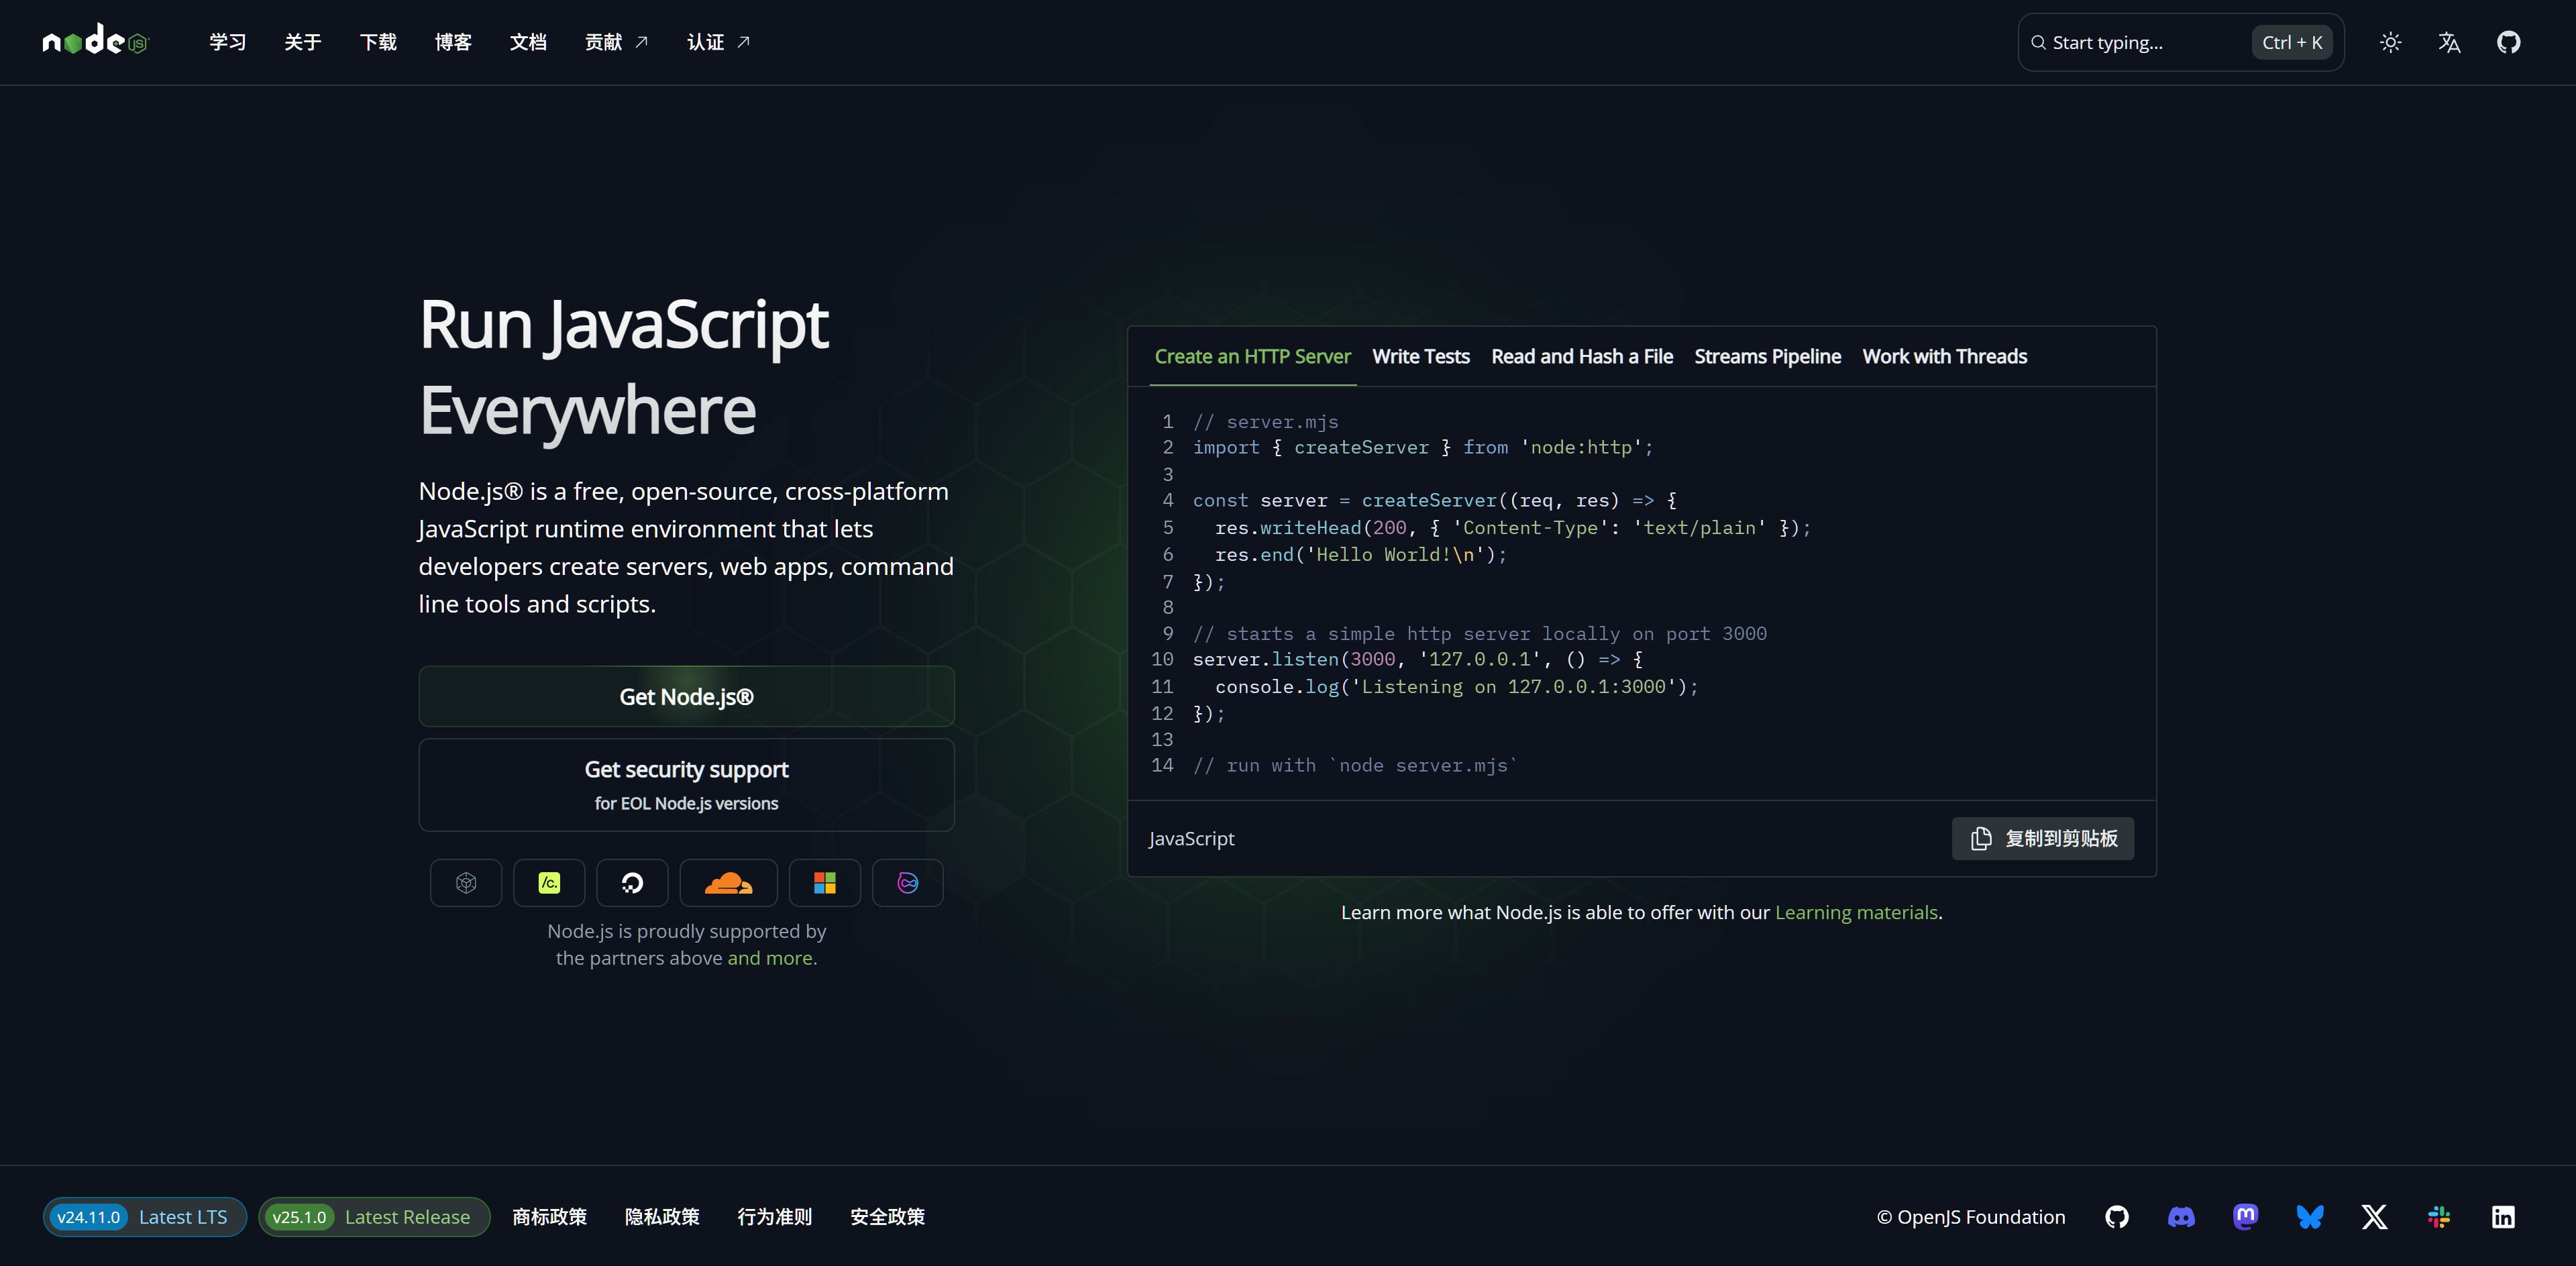 node JS
学习 关于 下载 博客 文档 贡献 认证
Start typing... Ctrl + K
Run JavaScript
Everywhere
Node.js® is a free, open-source, cross-platform
JavaScript runtime environment that lets
developers create servers, web apps, command
line tools and scripts.
Get Node.js®
Get security support
for EOL Node.js versions
/c.
Node.js is proudly supported by
the partners above and more.
Create an HTTP Server Write Tests Read and Hash a File Streams Pipeline Work with Threads
1 // server.mjs
2 import { createServer } from 'node:http';
3
4 const server = createServer((req, res) => {
5   res.writeHead(200, { 'Content-Type': 'text/plain' });
6   res.end('Hello World!\n');
7 });
8
9 // starts a simple http server locally on port 3000
10 server.listen(3000, '127.0.0.1', () => {
11   console.log('Listening on 127.0.0.1:3000');
12 });
13
14 // run with `node server.mjs`
JavaScript 复制到剪贴板
Learn more what Node.js is able to offer with our Learning materials.
v24.11.0 Latest LTS v25.1.0 Latest Release 商标政策 隐私政策 行为准则 安全政策 © OpenJS Foundation